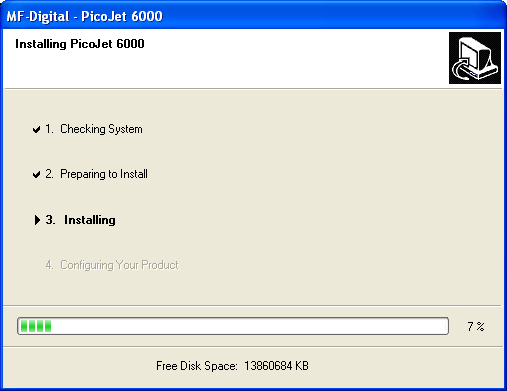 MF-Digital - PicoJet 6000
Installing PicoJet 6000
1. Checking System
2. Preparing to Install
3. Installing
4. Configuring Your Product
7 %
Free Disk Space: 13860684 KB